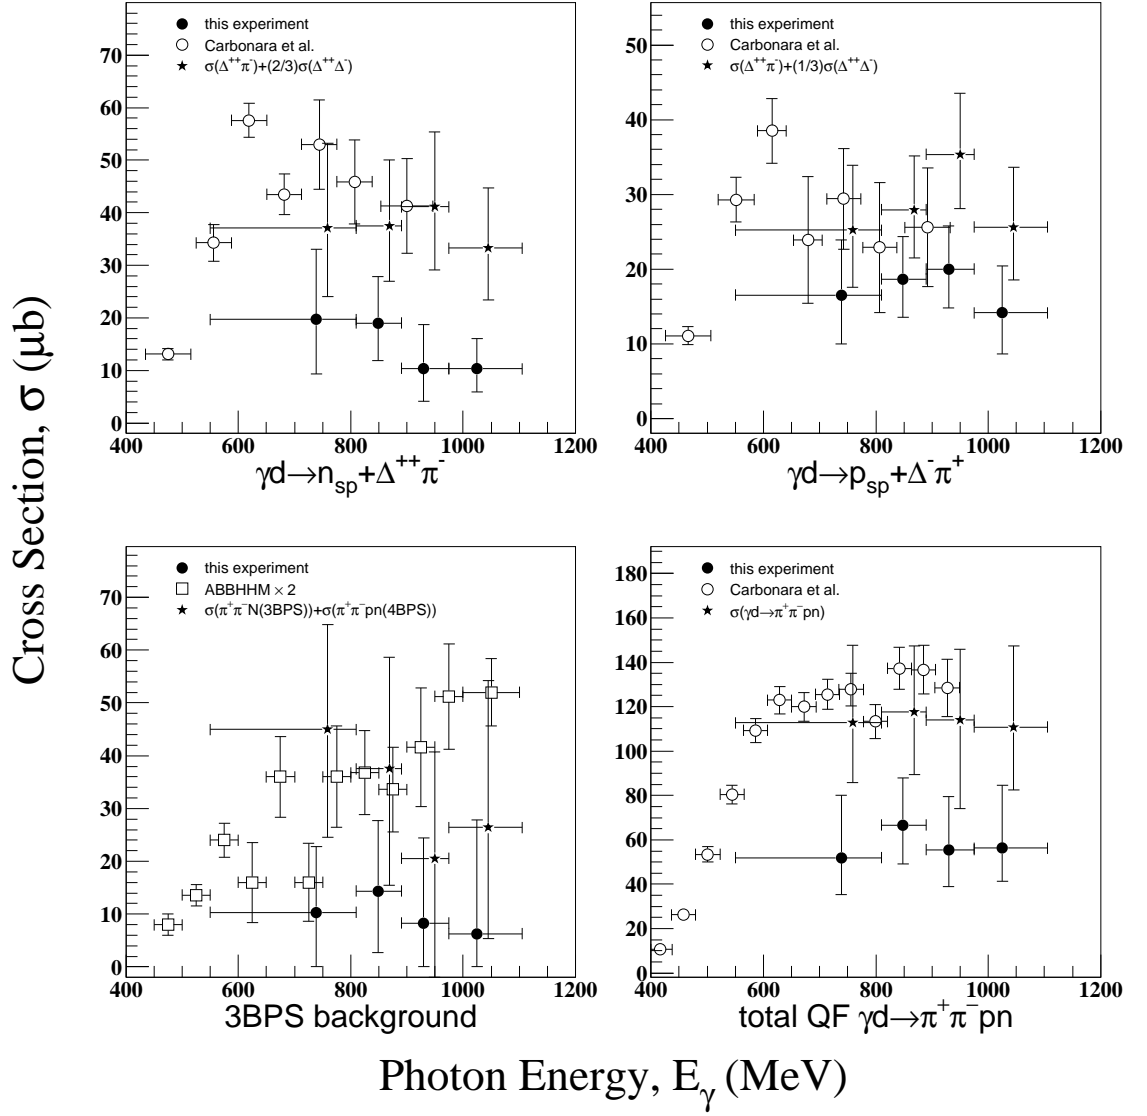 this experiment
Carbonara et al.
σ(Δ⁺⁺π⁻)+(2/3)σ(Δ⁺⁺Δ⁻)
70
60
50
40
30
20
10
0
400 600 800 1000 1200
γd→n_sp+Δ⁺⁺π⁻
this experiment
Carbonara et al.
σ(Δ⁺⁺π⁻)+(1/3)σ(Δ⁺⁺Δ⁻)
50
40
30
20
10
0
400 600 800 1000 1200
γd→p_sp+Δ⁻π⁺
Cross Section, σ (μb)
this experiment
ABBHHM × 2
σ(π⁺π⁻N(3BPS))+σ(π⁺π⁻pn(4BPS))
70
60
50
40
30
20
10
0
400 600 800 1000 1200
3BPS background
this experiment
Carbonara et al.
σ(γd→π⁺π⁻pn)
180
160
140
120
100
80
60
40
20
0
400 600 800 1000 1200
total QF γd→π⁺π⁻pn
Photon Energy, E_γ (MeV)